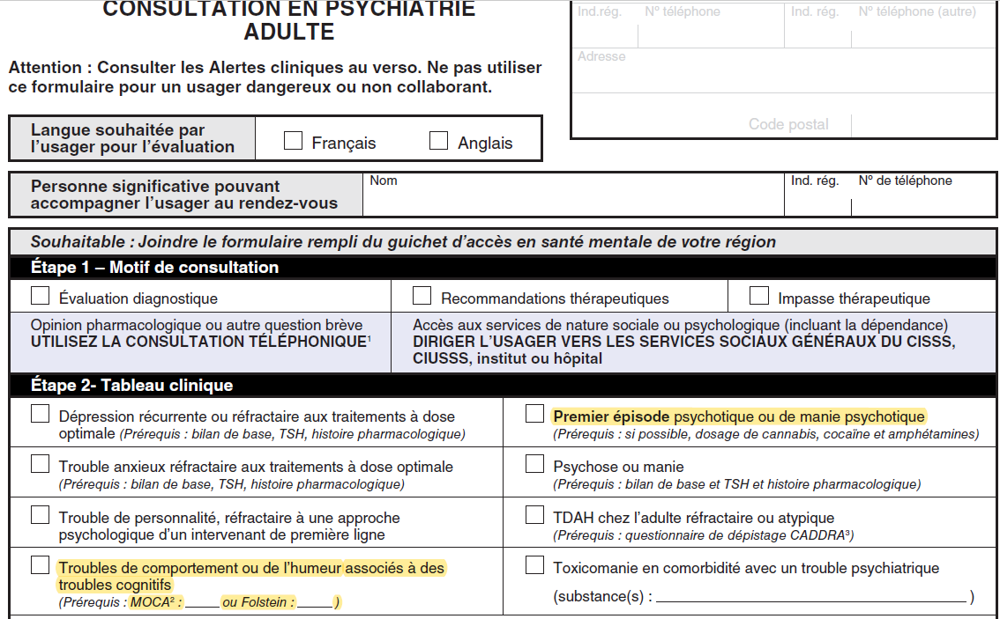 CONSULTATION EN PSYCHIATRIE
ADULTE
Attention : Consulter les Alertes cliniques au verso. Ne pas utiliser
ce formulaire pour un usager dangereux ou non collaborant.
Ind.rég. Nº téléphone Ind. rég. Nº téléphone (autre)
Adresse
Code postal
Langue souhaitée par
l’usager pour l’évaluation
Français Anglais
Personne significative pouvant
accompagner l’usager au rendez-vous
Nom Ind. rég. Nº de téléphone
Souhaitable : Joindre le formulaire rempli du guichet d’accès en santé mentale de votre région
Étape 1 – Motif de consultation
Évaluation diagnostique Recommandations thérapeutiques Impasse thérapeutique
Opinion pharmacologique ou autre question brève
UTILISEZ LA CONSULTATION TÉLÉPHONIQUE¹
Accès aux services de nature sociale ou psychologique (incluant la dépendance)
DIRIGER L’USAGER VERS LES SERVICES SOCIAUX GÉNÉRAUX DU CISSS,
CIUSSS, institut ou hôpital
Étape 2- Tableau clinique
Dépression récurrente ou réfractaire aux traitements à dose
optimale (Prérequis : bilan de base, TSH, histoire pharmacologique)
Premier épisode psychotique ou de manie psychotique
(Prérequis : si possible, dosage de cannabis, cocaïne et amphétamines)
Trouble anxieux réfractaire aux traitements à dose optimale
(Prérequis : bilan de base, TSH, histoire pharmacologique)
Psychose ou manie
(Prérequis : bilan de base et TSH et histoire pharmacologique)
Trouble de personnalité, réfractaire à une approche
psychologique d’un intervenant de première ligne
TDAH chez l’adulte réfractaire ou atypique
(Prérequis : questionnaire de dépistage CADDRA³)
Troubles de comportement ou de l’humeur associés à des
troubles cognitifs
(Prérequis : MOCA² : _____ ou Folstein : _____ )
Toxicomanie en comorbidité avec un trouble psychiatrique
(substance(s) : ______________________________ )